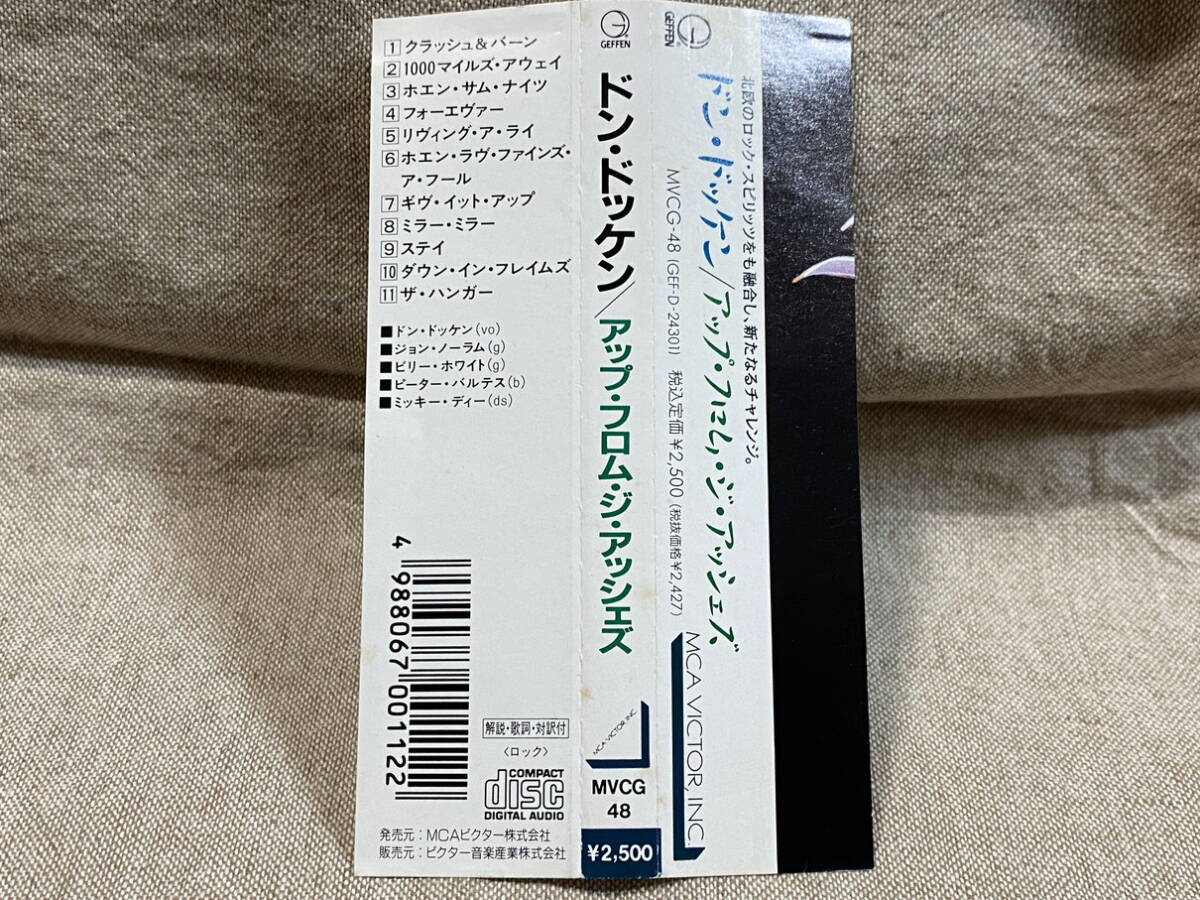 1 クラッシュ&バーン
2 1000マイルズ・アウェイ
3 ホエン・サム・ナイツ
4 フォーエヴァー
5 リヴィング・ア・ライ
6 ホエン・ラヴ・ファインズ・
ア・フール
7 ギヴ・イット・アップ
8 ミラー・ミラー
9 ステイ
10 ダウン・イン・フレイムズ
11 ザ・ハンガー
■ドン・ドッケン(vo)
■ジョン・ノーラム(g)
■ビリー・ホワイト(g)
■ピーター・バルテス(b)
■ミッキー・ディー(ds)
4 988067 001122
解説・歌詞・対訳付
〈ロック〉
COMPACT
disc
DIGITAL AUDIO
発売元:MCAビクター株式会社
販売元:ビクター音楽産業株式会社
G
GEFFEN
ドン・ドッケン/アップ・フロム・ジ・アッシェズ
MCA VICTOR, INC.
MVCG
48
¥2,500
G
GEFFEN
北欧のロック・スピリッツをも融合し、新たなるチャレンジ。
ドン・ドッケン/アップ・フロム・ジ・アッシェズ
MVCG-48 (GEF-D-24301) 税込定価¥2,500(税抜価格¥2,427)
MCA VICTOR, INC.